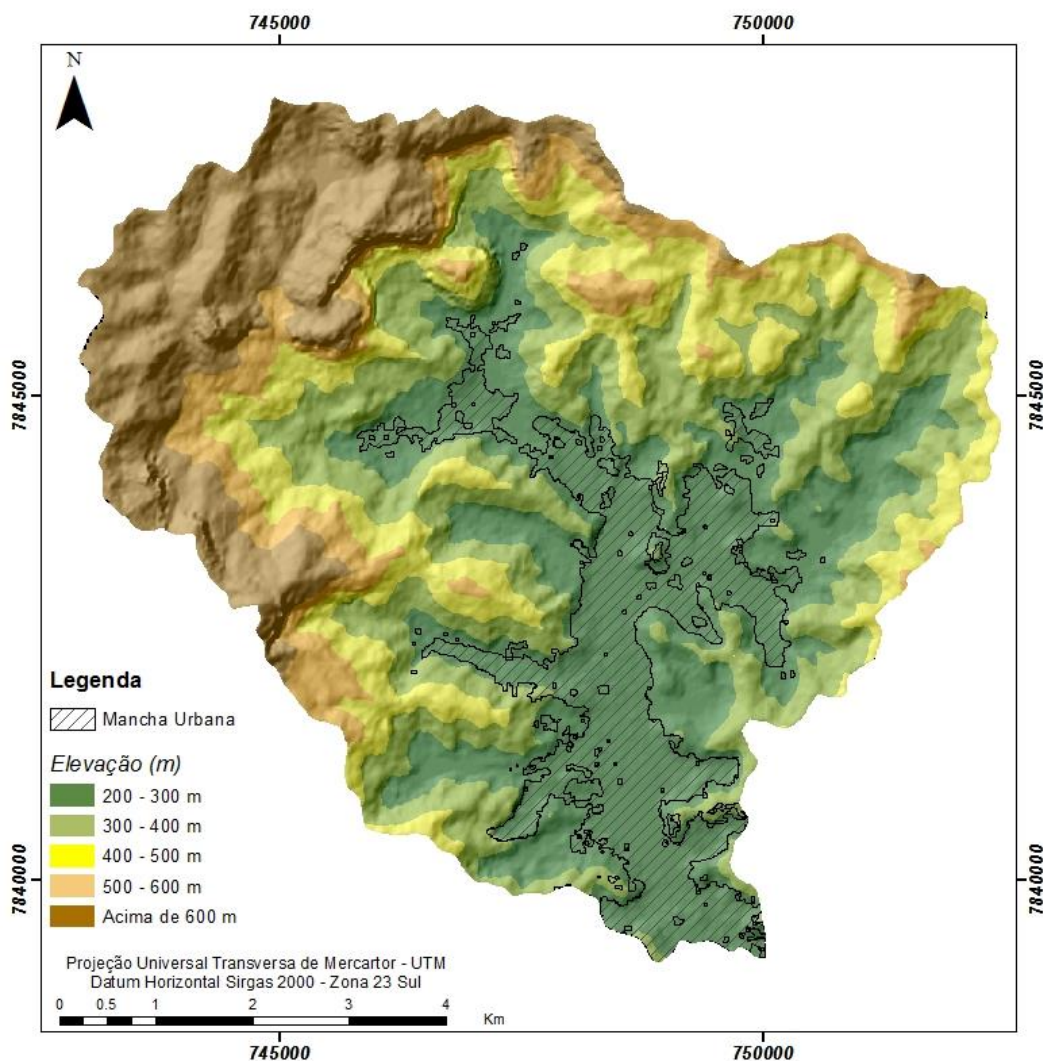 745000 750000
N
7845000 7845000
Legenda
Mancha Urbana
Elevação (m)
200 - 300 m
300 - 400 m
400 - 500 m
500 - 600 m
Acima de 600 m
7840000 7840000
Projeção Universal Transversa de Mercartor - UTM
Datum Horizontal Sirgas 2000 - Zona 23 Sul
0 0.5 1 2 3 4
Km
745000 750000